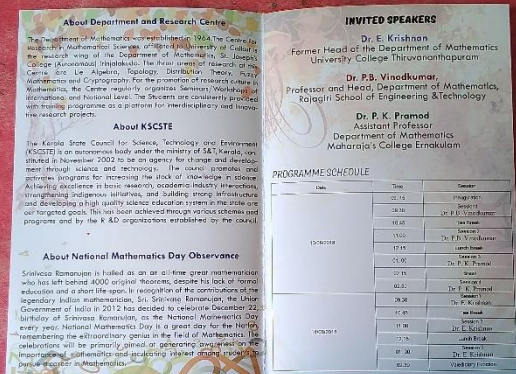 About Department and Research Centre
The Department of Mathematics was established in 1964.The Centre for
Research in Mathematical Sciences, affiliated to University of Calicut is
the research wing of the Department of Mathematics, St. Joseph's
College (Autonomous) Irinjalakuda. The thrust areas of research at the
Centre are Lie Algebra, Topology, Distribution Theory, Fuzzy
Mathematics and Cryptography. For the promotion of research culture in
Mathematics, the Centre regularly organizes Seminars/Workshops of
International and National Level. The Students are consistently provided
with training programme as a platform for interdisciplinary and innova-
tive research projects.
About KSCSTE
The Kerala State Council for Science, Technology and Environment
(KSCSTE) is an autonomous body under the ministry of S&T, Kerala, con-
stituted in November 2002 to be an agency for change and develop-
ment through science and technology. The council promotes and
activates programs for increasing the stock of knowledge in science
Achieving excellence in basic research, academia-industry interactions,
strengthening indigenous initiatives, and building strong infrastructure
and developing a high quality science education system in the state are
our targeted goals. This has been achieved through various schemes and
programs and by the R &D organizations established by the council.
About National Mathematics Day Observance
Srinivasa Ramanujan is hailed as an all-time great mathematician
who has left behind 4000 original theorems, despite his lack of formal
education and a short life-span. In recognition of the contributions of the
legendary Indian mathematician, Sri. Srinivasa Ramanujan, the Union
Government of India in 2012 has decided to celebrate December 22,
birthday of Srinivasa Ramanujan, as the National Mathematics Day
every year. National Mathematics Day is a great day for the Nation
remembering the extraordinary genius in the field of Mathematics. The
celebrations will be primarily aimed at generating awareness on the
importance of mathematics and inculcating interest among students to
pursue a career in Mathematics.
INVITED SPEAKERS
Dr. E. Krishnan
Former Head of the Department of Mathematics
University College Thiruvananthapuram
Dr. P.B. Vinodkumar,
Professor and Head, Department of Mathematics,
Rajagiri School of Engineering &Technology
Dr. P. K. Pramod
Assistant Professor
Department of Mathematics
Maharaja's College Ernakulam
PROGRAMME SCHEDULE
Date Time Session
Inauguration
Session 1
Dr. P.B. Vinodkumar
Tea Break
Session 2
Dr. P.B. Vinodkumar
Lunch Break
Session 3
Dr. P. K. Pramod
Break
Dr. P. K. Pramod
Session 1
Dr. E. Krishnan
Tea Break
Dr. E. Krishnan
Lunch Break
Session 3
Dr. E. Krishnan
Valedictory Function